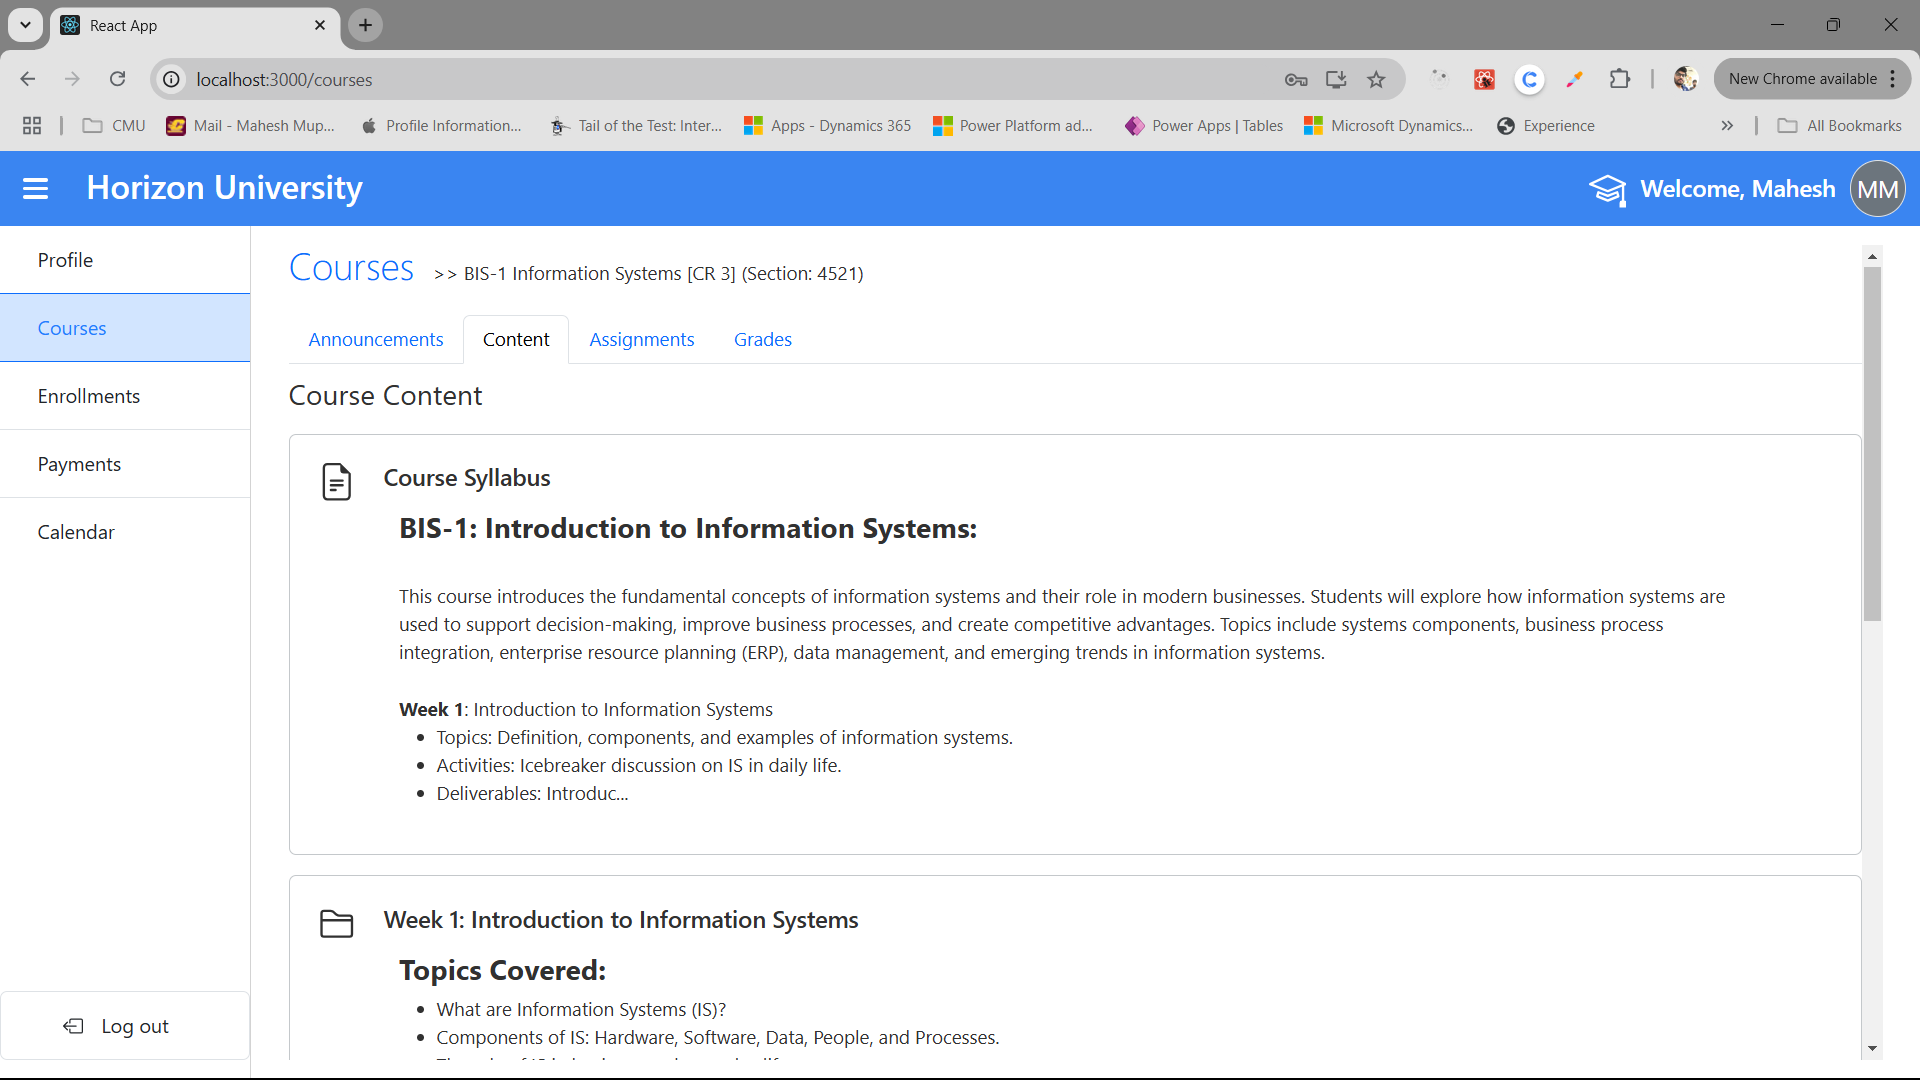 React App
localhost:3000/courses
New Chrome available
CMU
Mail - Mahesh Mup...
Profile Information...
Tail of the Test: Inter...
Apps - Dynamics 365
Power Platform ad...
Power Apps | Tables
Microsoft Dynamics...
Experience
All Bookmarks
Horizon University
Welcome, Mahesh
MM
Profile
Courses
Enrollments
Payments
Calendar
Log out
Courses >> BIS-1 Information Systems [CR 3] (Section: 4521)
Announcements
Content
Assignments
Grades
Course Content
Course Syllabus
BIS-1: Introduction to Information Systems:
This course introduces the fundamental concepts of information systems and their role in modern businesses. Students will explore how information systems are
used to support decision-making, improve business processes, and create competitive advantages. Topics include systems components, business process
integration, enterprise resource planning (ERP), data management, and emerging trends in information systems.
Week 1: Introduction to Information Systems
• Topics: Definition, components, and examples of information systems.
• Activities: Icebreaker discussion on IS in daily life.
• Deliverables: Introduc...
Week 1: Introduction to Information Systems
Topics Covered:
• What are Information Systems (IS)?
• Components of IS: Hardware, Software, Data, People, and Processes.